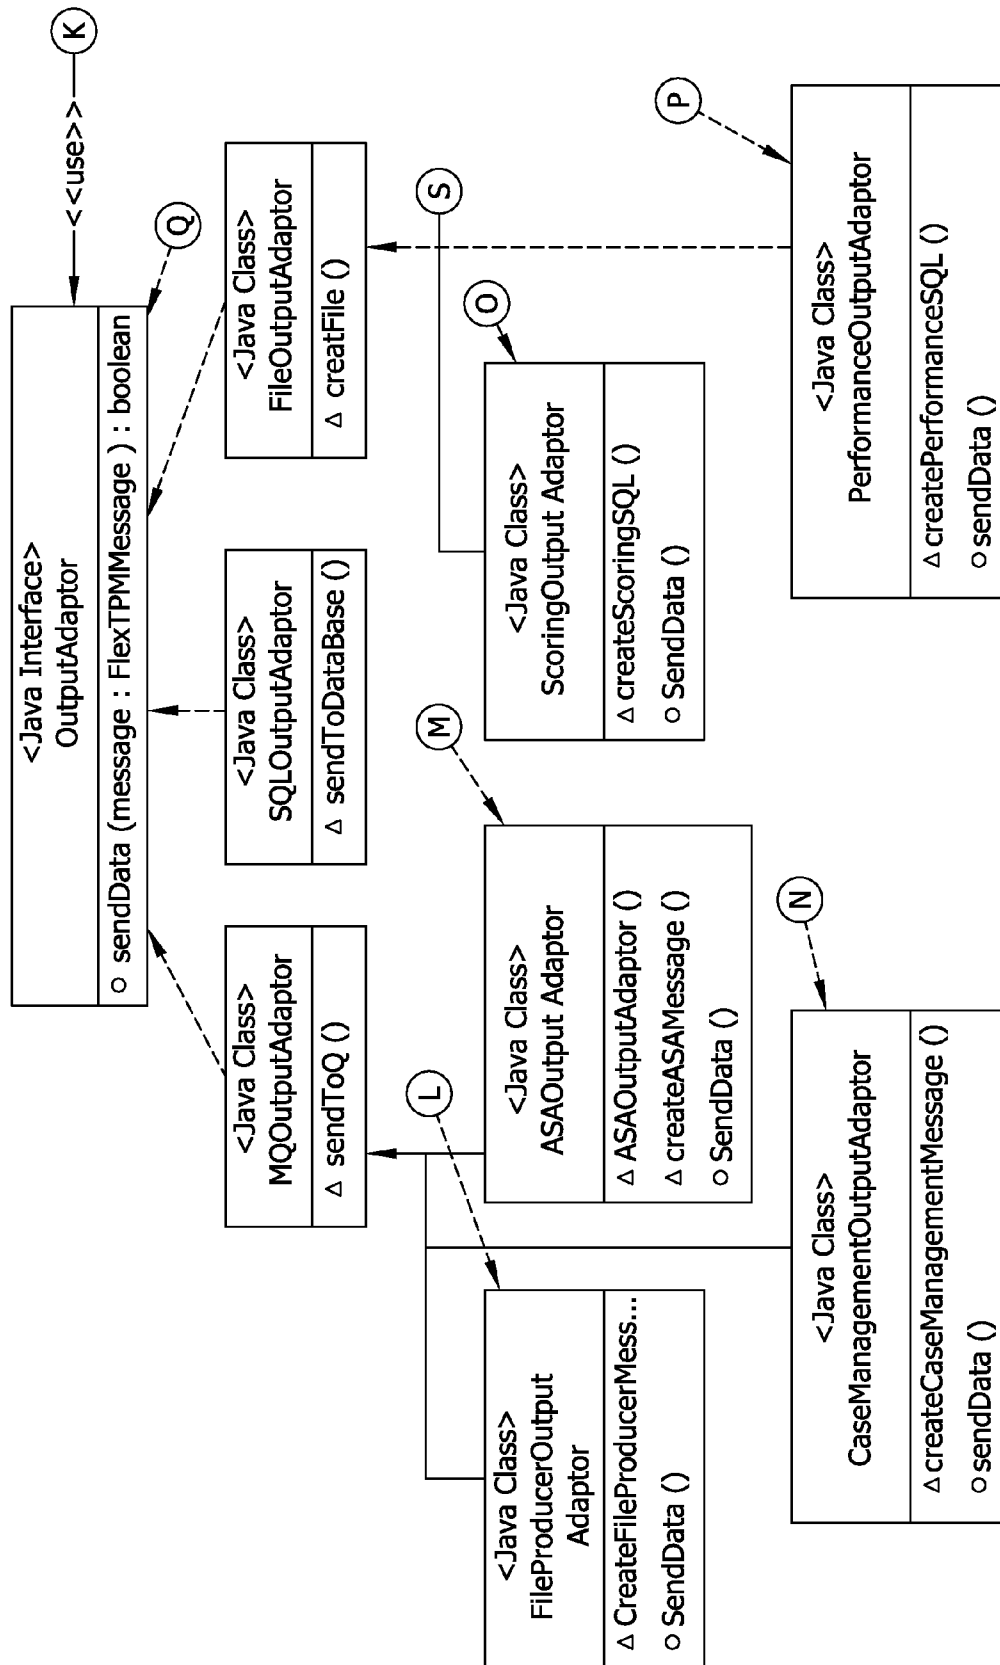 <Java Interface>
OutputAdaptor
○ sendData (message : FlexTPMMessage ) : boolean
<<use>>
K
Q
<Java Class>
MQOutputAdaptor
△ sendToQ ()
<Java Class>
SQLOutputAdaptor
△ sendToDataBase ()
<Java Class>
FileOutputAdaptor
△ creatFile ()
L
M
S
O
<Java Class>
FileProducerOutput
Adaptor
△ CreateFileProducerMess...
○ SendData ()
<Java Class>
ASAOutput Adaptor
△ ASAOutputAdaptor ()
△ createASAMessage ()
○ SendData ()
<Java Class>
ScoringOutput Adaptor
△ createScoringSQL ()
○ SendData ()
N
P
<Java Class>
CaseManagementOutputAdaptor
△ createCaseManagementMessage ()
○ sendData ()
<Java Class>
PerformanceOutputAdaptor
△ createPerformanceSQL ()
○ sendData ()